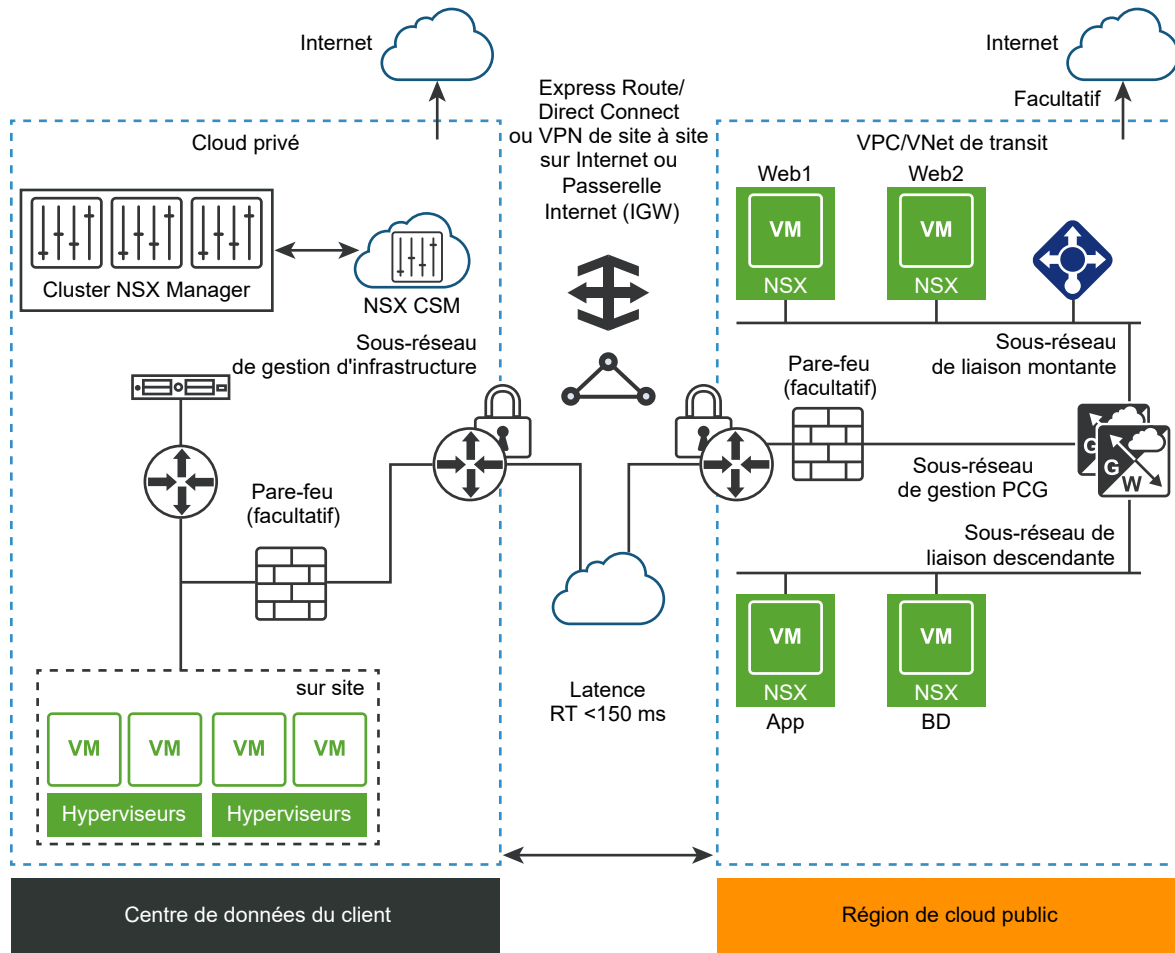 Internet
Internet
Express Route/
Direct Connect
ou VPN de site à site
sur Internet ou
Passerelle
Internet (IGW)
Facultatif
Cloud privé
VPC/VNet de transit
Web1
Web2
VM
VM
NSX
NSX
Cluster NSX Manager
NSX CSM
Sous-réseau
de gestion d'infrastructure
Sous-réseau
de liaison montante
Pare-feu
(facultatif)
G
G
W
Sous-réseau
de gestion PCG
Pare-feu
(facultatif)
Sous-réseau de
liaison descendante
VM
VM
NSX
NSX
App
BD
Latence
RT <150 ms
sur site
VM
VM
VM
VM
Hyperviseurs
Hyperviseurs
Centre de données du client
Région de cloud public